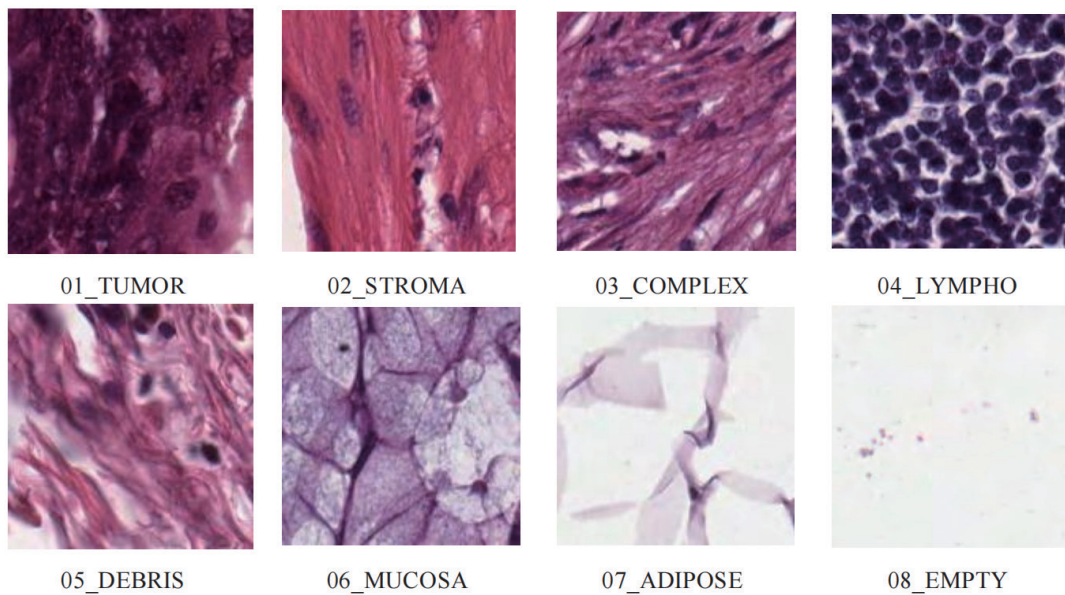 01_TUMOR
02_STROMA
03_COMPLEX
04_LYMPHO
05_DEBRIS
06_MUCOSA
07_ADIPOSE
08_EMPTY